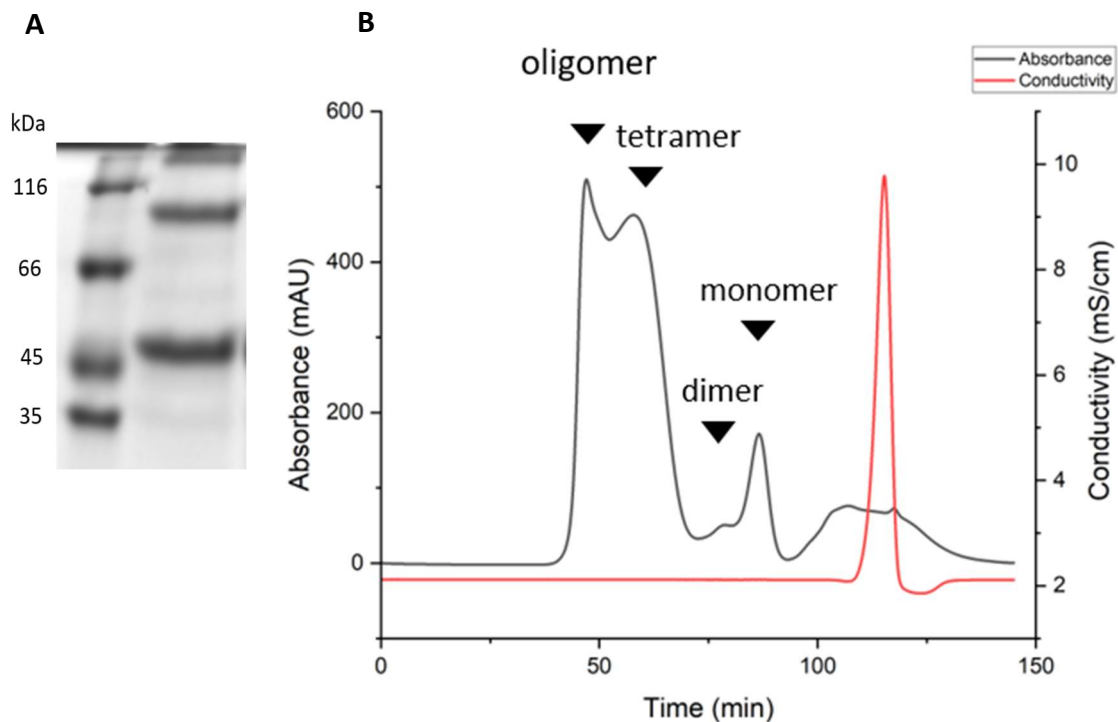 A
B
kDa
116
66
45
35
oligomer
tetramer
monomer
dimer
Absorbance
Conductivity
600
400
200
0
Absorbance (mAU)
10
8
6
4
2
Conductivity (mS/cm)
0
50
100
150
Time (min)